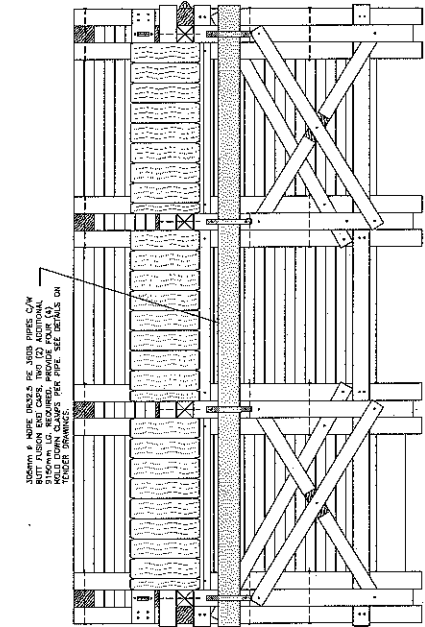 305mm ø HDPE DR32.5 PE 3608 PIPES C/W
BUTT FUSION END CAPS, TWO (2) ADDITIONAL
9150mm LG. REQUIRED. PROVIDE FOUR (4)
HOLD DOWN CLAMPS PER PIPE. SEE DETAILS ON
TENDER DRAWINGS.